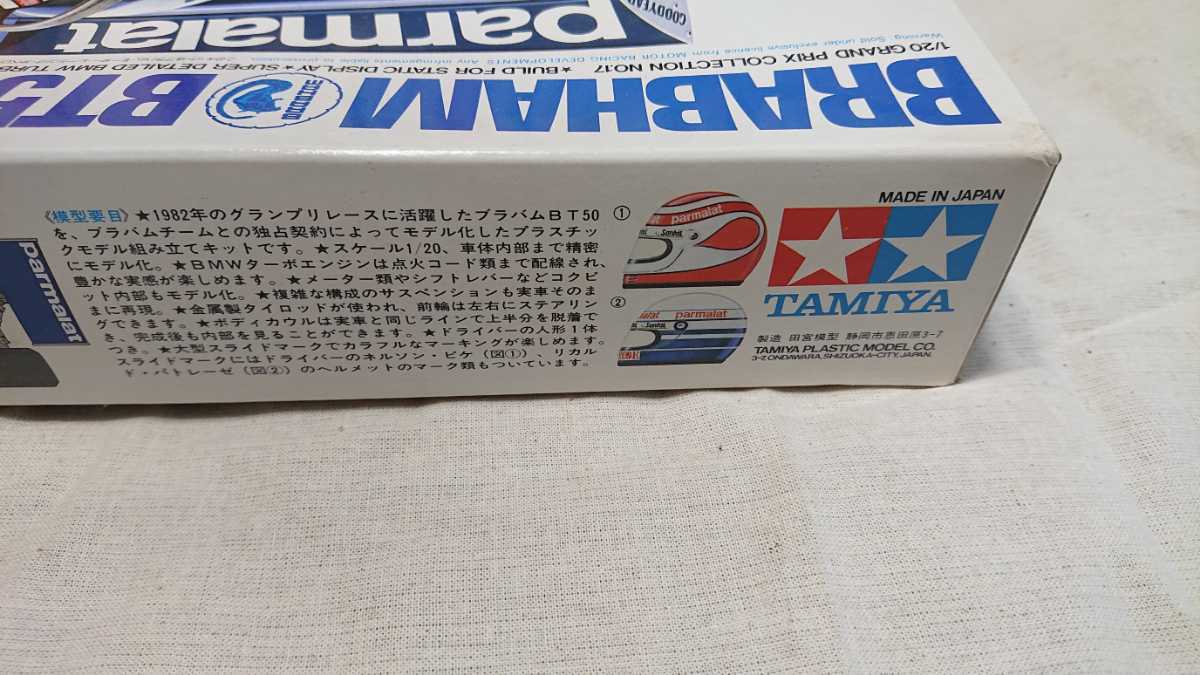 GOODYEAR
parmalat
Warning: Sold under exclusive licence from MOTOR RACING DEVELOPMENTS Any infringements liable to
1/20 GRAND PRIX COLLECTION NO.17 ★BUILD FOR STATIC DISPLAY★SUPER DETAILED BMW TURB
BRABHAM BT5
BRABHAM
parmalat
《模型要目》★1982年のグランプリレースに活躍したブラバムBT50
を、ブラバムチームとの独占契約によってモデル化したプラスチッ
クモデル組み立てキットです。★スケール1/20、車体内部まで精密
にモデル化。★BMWターボエンジンは点火コード類まで配線され、
豊かな実感が楽しめます。★メーター類やシフトレバーなどコクピ
ット内部もモデル化。★複雑な構成のサスペンションも実車そのま
まに再現。★金属製タイロッドが使われ、前輪は左右にステアリン
グできます。★ボディカウルは実車と同じラインで上半分を脱着で
き、完成後も内部を見ることができます。★ドライバーの人形1体
つき。★大型スライドマークでカラフルなマーキングが楽しめます。
スライドマークにはドライバーのネルソン・ピケ(図①)、リカル
ド・パトレーゼ(図②)のヘルメットのマーク類もついています。
①
parmalat
②
parmalat
MADE IN JAPAN
TAMIYA
製造 田宮模型 静岡市恩田原3-7
TAMIYA PLASTIC MODEL CO.
3-7, ONDAWARA, SHIZUOKA-CITY, JAPAN.